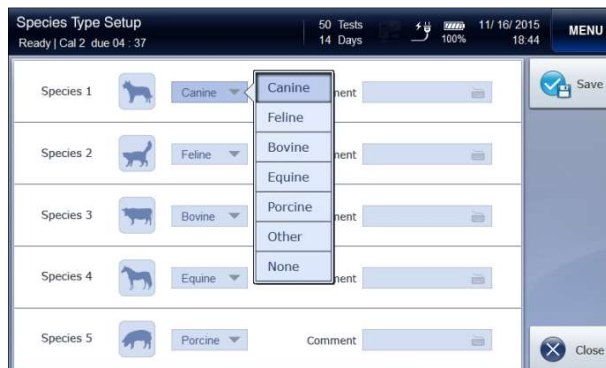 Species Type Setup
Ready | Cal 2 due 04 : 37
50 Tests
14 Days
100%
11/ 16/ 2015
18:44
MENU
Species 1
Canine
ment
Species 2
Feline
ment
Species 3
Bovine
ment
Species 4
Equine
ment
Species 5
Porcine
Comment
Canine
Feline
Bovine
Equine
Porcine
Other
None
Save
Close